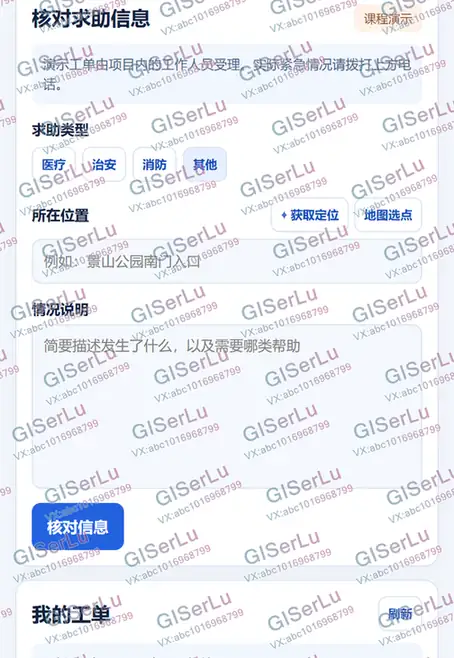 核对求助信息
课程演示
演示工单由项目内的工作人员受理。实际紧急情况请拨打上方电
话。
求助类型
医疗
治安
消防
其他
所在位置
获取定位
地图选点
例如：景山公园南门入口
情况说明
简要描述发生了什么，以及需要哪类帮助
核对信息
我的工单
刷新
GISerLu
VX:abc1016968799